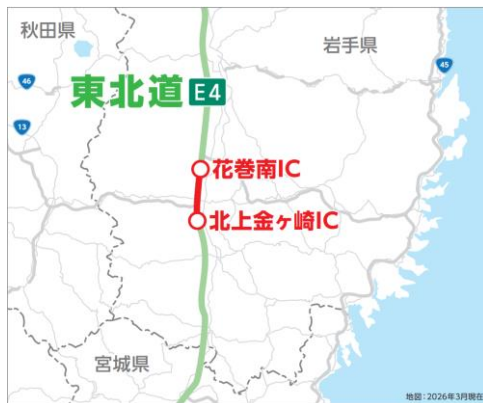 秋田県
岩手県
46
45
東北道 E4
13
花巻南IC
北上金ヶ崎IC
宮城県
地図：2026年3月現在